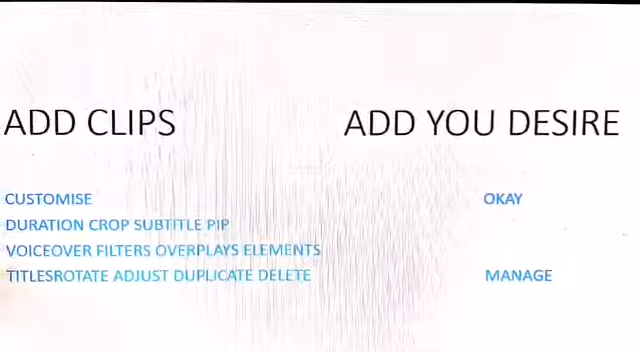 ADD CLIPS
ADD YOU DESIRE
CUSTOMISE
OKAY
DURATION CROP SUBTITLE PIP
VOICEOVER FILTERS OVERPLAYS ELEMENTS
TITLESROTATE ADJUST DUPLICATE DELETE
MANAGE